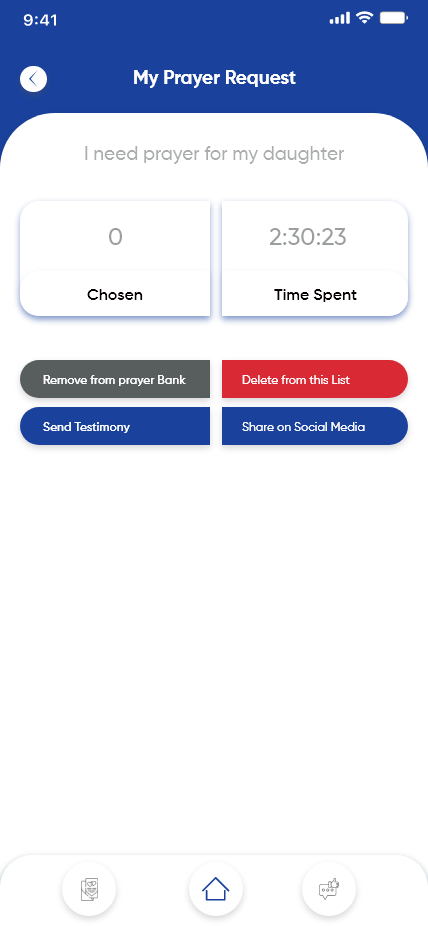 9:41
My Prayer Request
I need prayer for my daughter
0
2:30:23
Chosen
Time Spent
Remove from prayer Bank
Delete from this List
Send Testimony
Share on Social Media